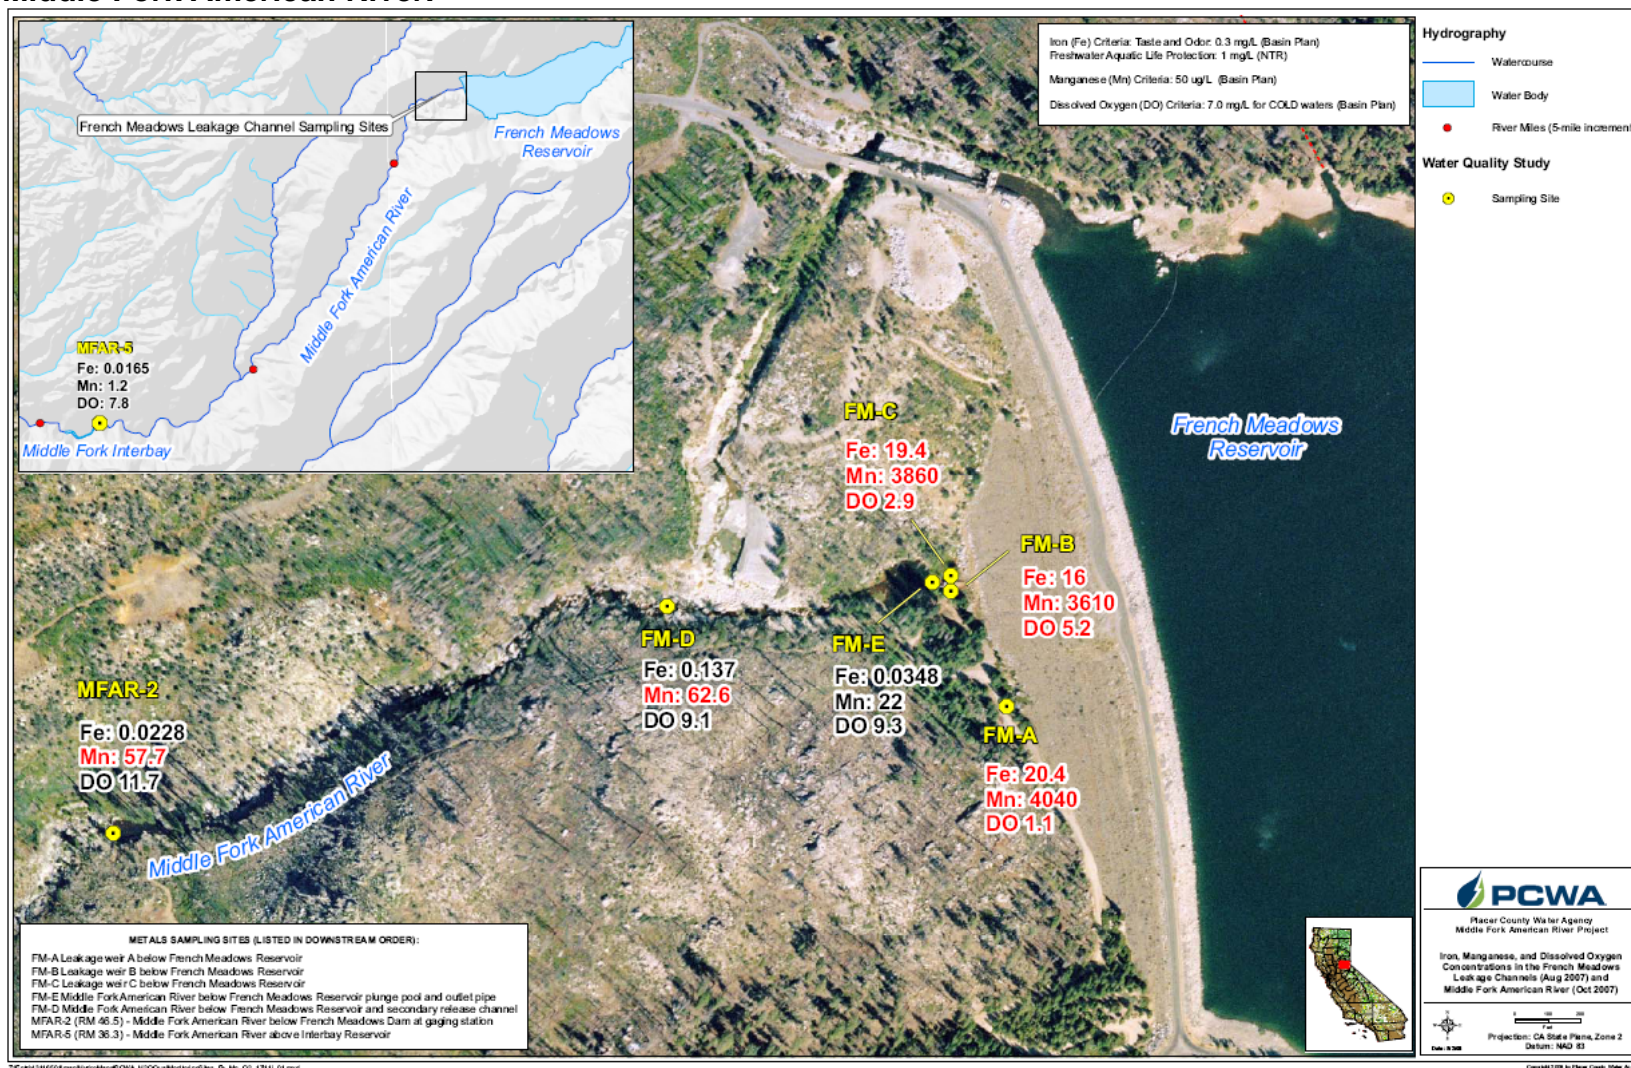 Middle Fork American River
French Meadows Leakage Channel Sampling Sites
French Meadows
Reservoir
Middle Fork American River
MFAR-5
Fe: 0.0165
Mn: 1.2
DO: 7.8
Middle Fork Interbay
Iron (Fe) Criteria: Taste and Odor: 0.3 mg/L (Basin Plan)
Freshwater Aquatic Life Protection: 1 mg/L (NTR)
Manganese (Mn) Criteria: 50 ug/L (Basin Plan)
Dissolved Oxygen (DO) Criteria: 7.0 mg/L for COLD waters (Basin Plan)
Hydrography
Watercourse
Water Body
River Miles (5-mile increment
Water Quality Study
Sampling Site
FM-C
Fe: 19.4
Mn: 3860
DO 2.9
French Meadows
Reservoir
FM-B
Fe: 16
Mn: 3610
DO 5.2
FM-D
Fe: 0.137
Mn: 62.6
DO 9.1
FM-E
Fe: 0.0348
Mn: 22
DO 9.3
MFAR-2
Fe: 0.0228
Mn: 57.7
DO 11.7
FM-A
Fe: 20.4
Mn: 4040
DO 1.1
Middle Fork American River
METALS SAMPLING SITES (LISTED IN DOWNSTREAM ORDER):
FM-A Leakage weir A below French Meadows Reservoir
FM-B Leakage weir B below French Meadows Reservoir
FM-C Leakage weir C below French Meadows Reservoir
FM-E Middle Fork American River below French Meadows Reservoir plunge pool and outlet pipe
FM-D Middle Fork American River below French Meadows Reservoir and secondary release channel
MFAR-2 (RM 46.5) - Middle Fork American River below French Meadows Dam at gaging station
MFAR-5 (RM 36.3) - Middle Fork American River above Interbay Reservoir
PCWA
Placer County Water Agency
Middle Fork American River Project
Iron, Manganese, and Dissolved Oxygen
Concentrations in the French Meadows
Leakage Channels (Aug 2007) and
Middle Fork American River (Oct 2007)
0 100 200
Feet
Projection: CA State Plane, Zone 2
Datum: NAD 83